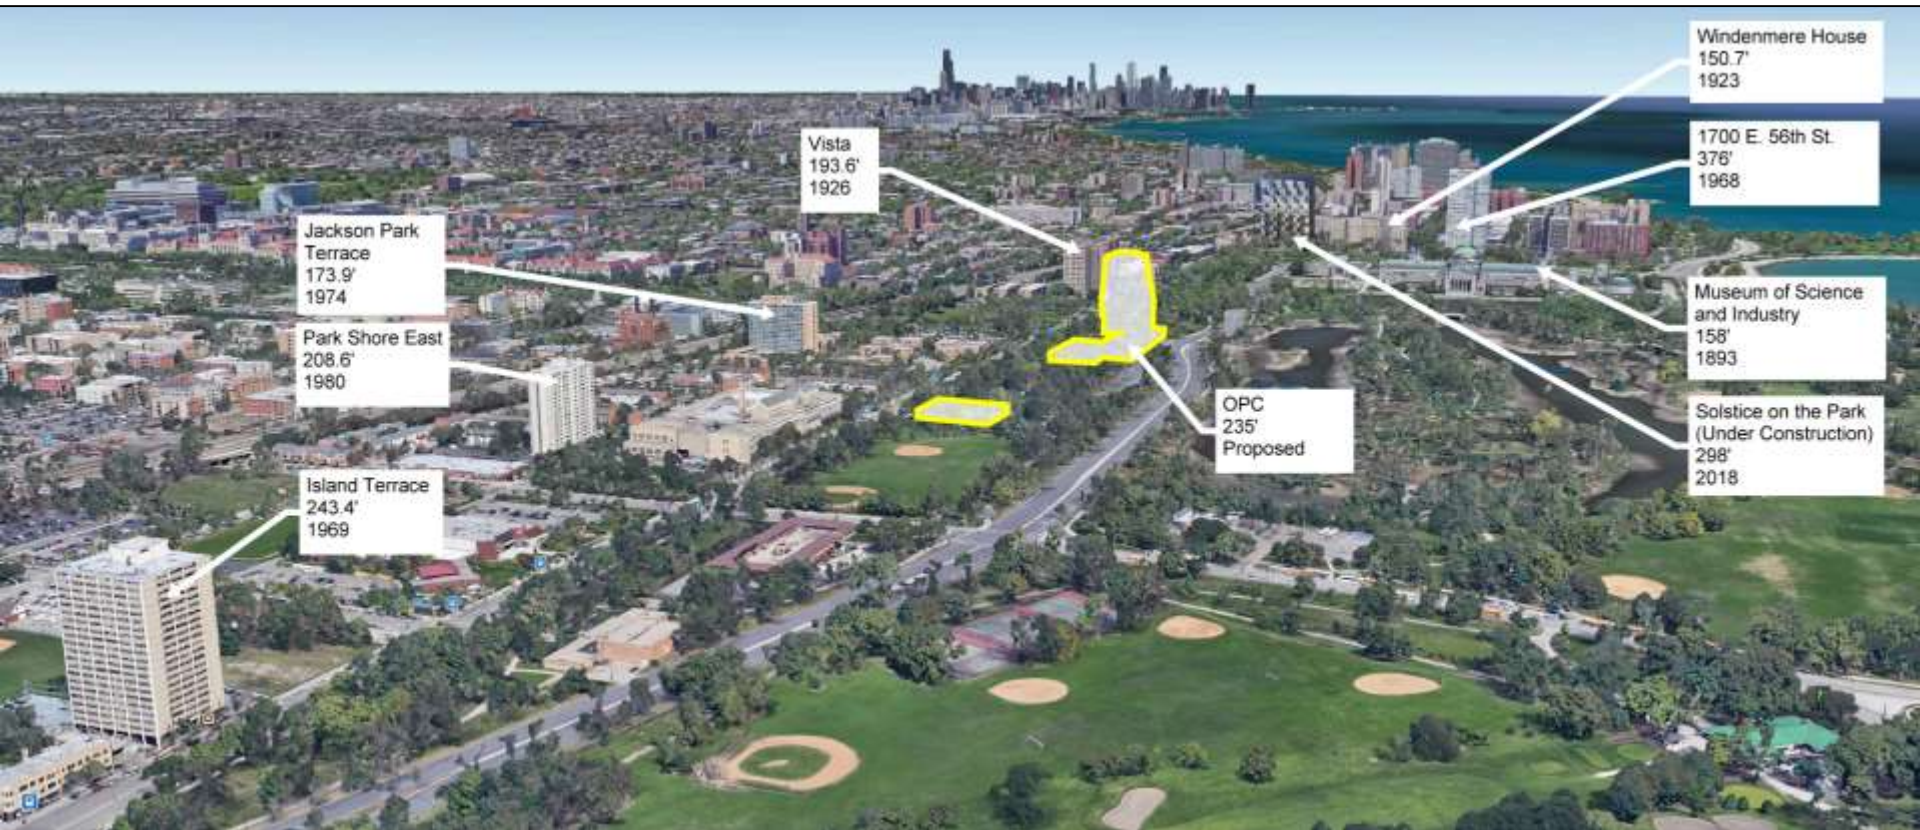 Windenmere House
150.7'
1923
1700 E. 56th St.
376'
1968
Vista
193.6'
1926
Jackson Park
Terrace
173.9'
1974
Museum of Science
and Industry
158'
1893
Park Shore East
208.6'
1980
OPC
235'
Proposed
Solstice on the Park
(Under Construction)
298'
2018
Island Terrace
243.4'
1969